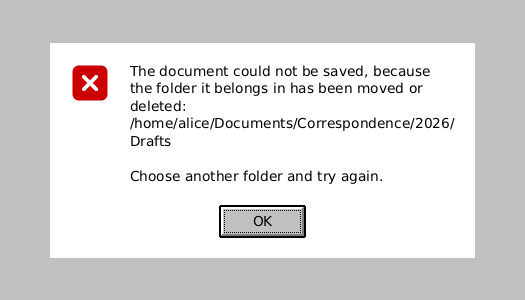 The document could not be saved, because
the folder it belongs in has been moved or
deleted:
/home/alice/Documents/Correspondence/2026/
Drafts
Choose another folder and try again.
OK